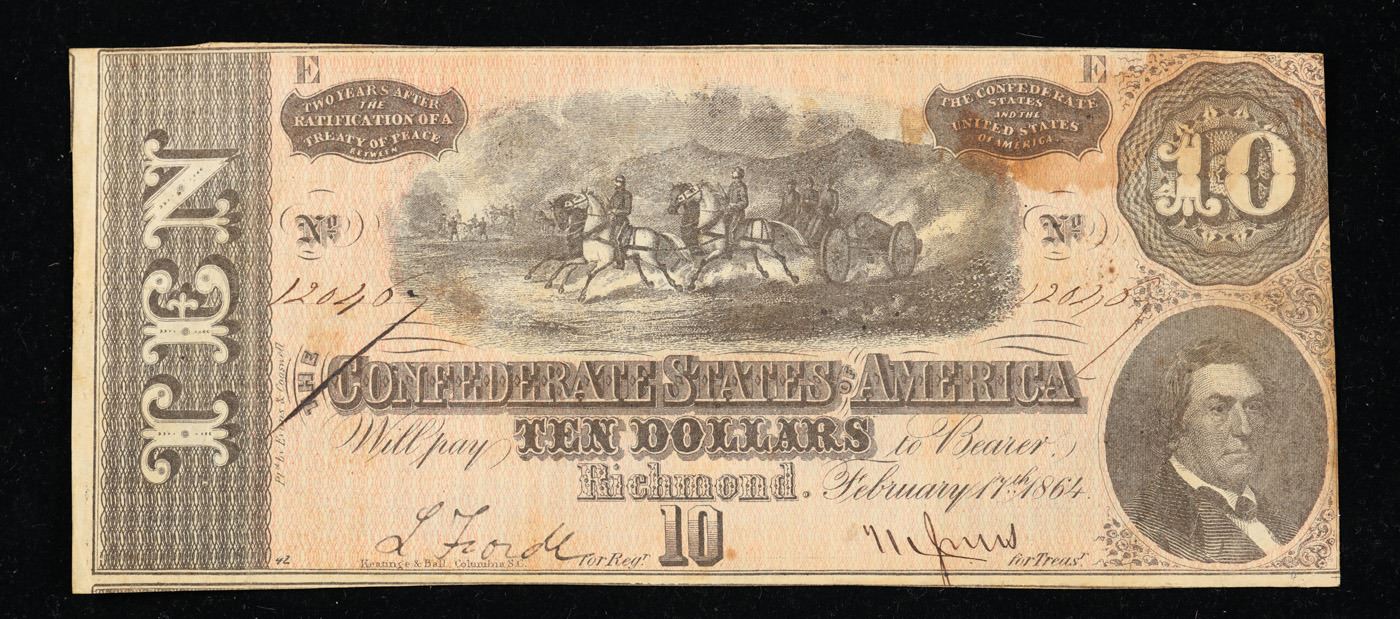 E
E
TWO YEARS AFTER
THE
RATIFICATION OF A
TREATY OF PEACE
BETWEEN
THE CONFEDERATE
STATES
AND THE
UNITED STATES
OF AMERICA
10
TEN
No.
No.
12040
THE CONFEDERATE STATES OF AMERICA
Will pay TEN DOLLARS to Bearer.
Richmond. February 17th 1864.
10
for Regr.
for Treasr.
Keatinge & Ball, Columbia S.C.
42